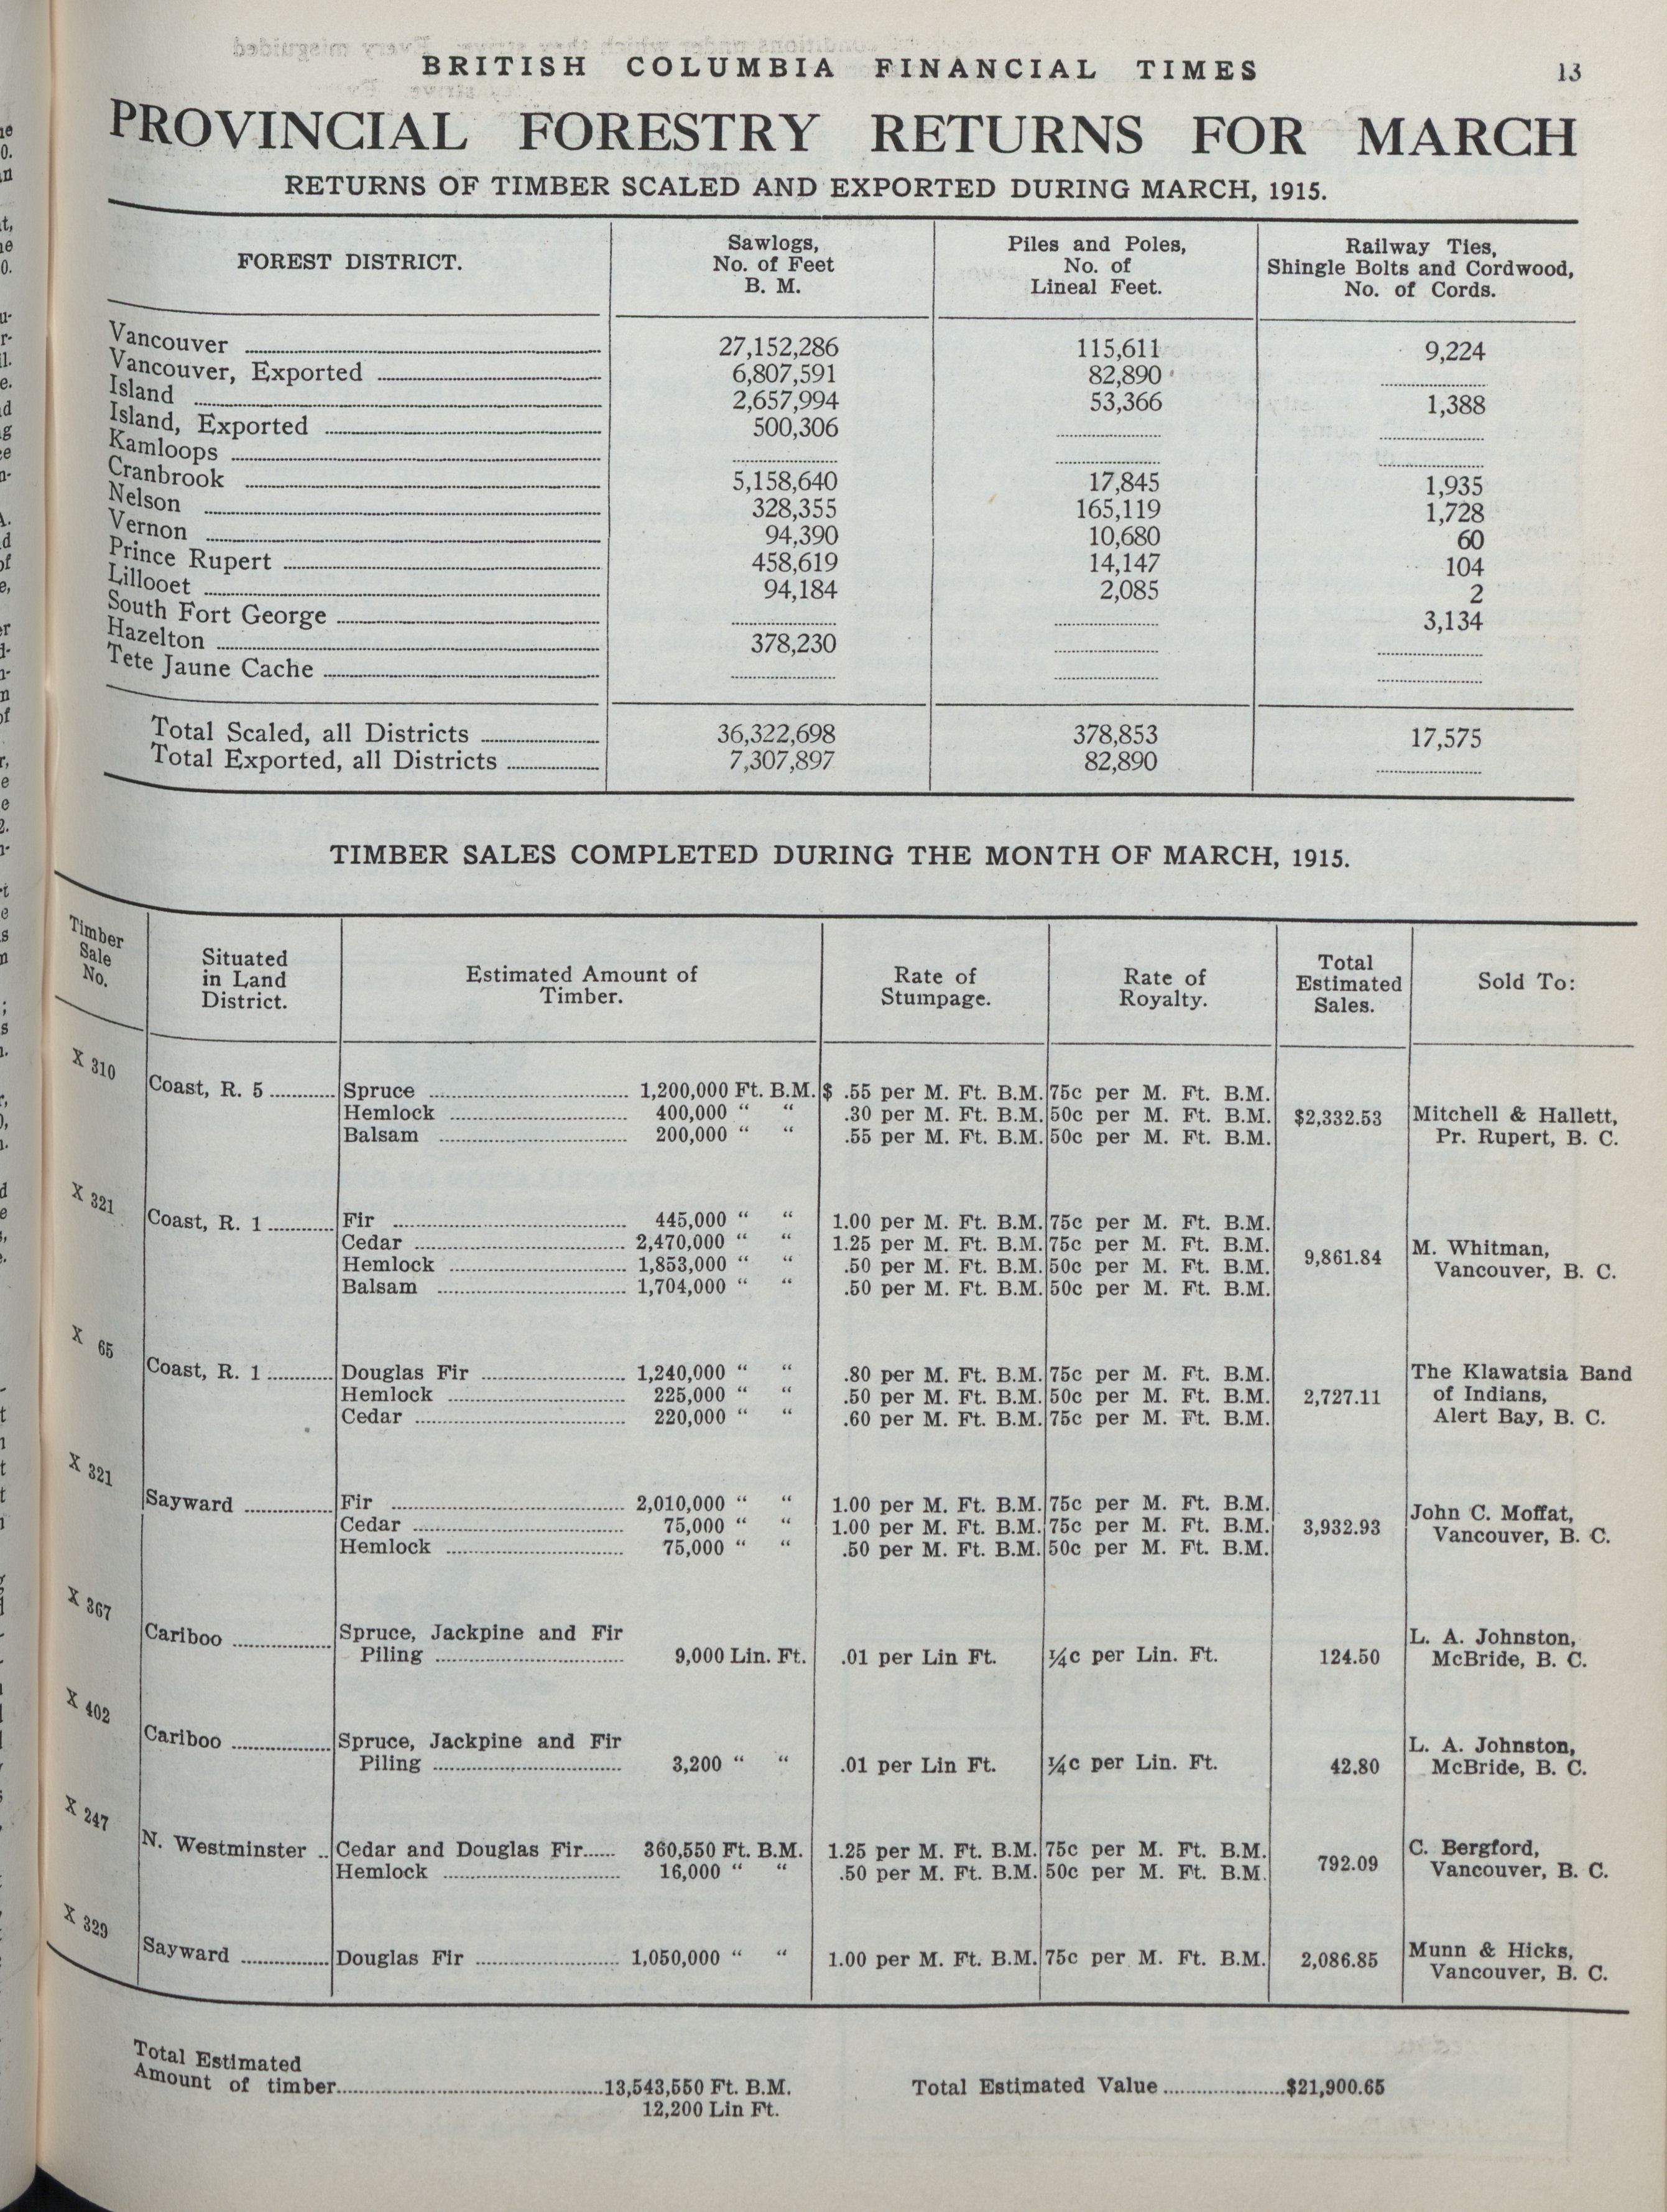 BRITISH COLUMBIA FINANCIAL TIMES 13
PROVINCIAL FORESTRY RETURNS FOR MARCH
RETURNS OF TIMBER SCALED AND EXPORTED DURING MARCH, 1915.
FOREST DISTRICT. Sawlogs, No. of Feet B. M. Piles and Poles, No. of Lineal Feet. Railway Ties, Shingle Bolts and Cordwood, No. of Cords.
Vancouver 27,152,286 115,611 9,224
Vancouver, Exported 6,807,591 82,890
Island 2,657,994 53,366 1,388
Island, Exported 500,306
Kamloops
Cranbrook 5,158,640 17,845 1,935
Nelson 328,355 165,119 1,728
Vernon 94,390 10,680 60
Prince Rupert 458,619 14,147 104
Lillooet 94,184 2,085 2
South Fort George 3,134
Hazelton 378,230
Tete Jaune Cache
Total Scaled, all Districts 36,322,698 378,853 17,575
Total Exported, all Districts 7,307,897 82,890
TIMBER SALES COMPLETED DURING THE MONTH OF MARCH, 1915.
Timber Sale No. Situated in Land District. Estimated Amount of Timber. Rate of Stumpage. Rate of Royalty. Total Estimated Sales. Sold To:
X 310
Coast, R. 5 Spruce 1,200,000 Ft. B.M. $ .55 per M. Ft. B.M. 75c per M. Ft. B.M.
Hemlock 400,000 “ “ .30 per M. Ft. B.M. 50c per M. Ft. B.M. $2,332.53 Mitchell & Hallett,
Balsam 200,000 “ “ .55 per M. Ft. B.M. 50c per M. Ft. B.M. Pr. Rupert, B. C.
X 321
Coast, R. 1 Fir 445,000 “ “ 1.00 per M. Ft. B.M. 75c per M. Ft. B.M.
Cedar 2,470,000 “ “ 1.25 per M. Ft. B.M. 75c per M. Ft. B.M. 9,861.84 M. Whitman,
Hemlock 1,853,000 “ “ .50 per M. Ft. B.M. 50c per M. Ft. B.M. Vancouver, B. C.
Balsam 1,704,000 “ “ .50 per M. Ft. B.M. 50c per M. Ft. B.M.
X 65
Coast, R. 1 Douglas Fir 1,240,000 “ “ .80 per M. Ft. B.M. 75c per M. Ft. B.M. The Klawatsia Band
Hemlock 225,000 “ “ .50 per M. Ft. B.M. 50c per M. Ft. B.M. 2,727.11 of Indians,
Cedar 220,000 “ “ .60 per M. Ft. B.M. 75c per M. Ft. B.M. Alert Bay, B. C.
X 321
Sayward Fir 2,010,000 “ “ 1.00 per M. Ft. B.M. 75c per M. Ft. B.M. John C. Moffat,
Cedar 75,000 “ “ 1.00 per M. Ft. B.M. 75c per M. Ft. B.M. 3,932.93 Vancouver, B. C.
Hemlock 75,000 “ “ .50 per M. Ft. B.M. 50c per M. Ft. B.M.
X 367
Cariboo Spruce, Jackpine and Fir L. A. Johnston,
Piling 9,000 Lin. Ft. .01 per Lin Ft. ¼c per Lin. Ft. 124.50 McBride, B. C.
X 402
Cariboo Spruce, Jackpine and Fir L. A. Johnston,
Piling 3,200 “ “ .01 per Lin Ft. ¼c per Lin. Ft. 42.80 McBride, B. C.
X 247
N. Westminster Cedar and Douglas Fir 360,550 Ft. B.M. 1.25 per M. Ft. B.M. 75c per M. Ft. B.M. C. Bergford,
Hemlock 16,000 “ “ .50 per M. Ft. B.M. 50c per M. Ft. B.M. 792.09 Vancouver, B. C.
X 329
Sayward Douglas Fir 1,050,000 “ “ 1.00 per M. Ft. B.M. 75c per M. Ft. B.M. 2,086.85 Munn & Hicks,
Vancouver, B. C.
Total Estimated
Amount of timber 13,543,550 Ft. B.M. Total Estimated Value $21,900.65
12,200 Lin Ft.